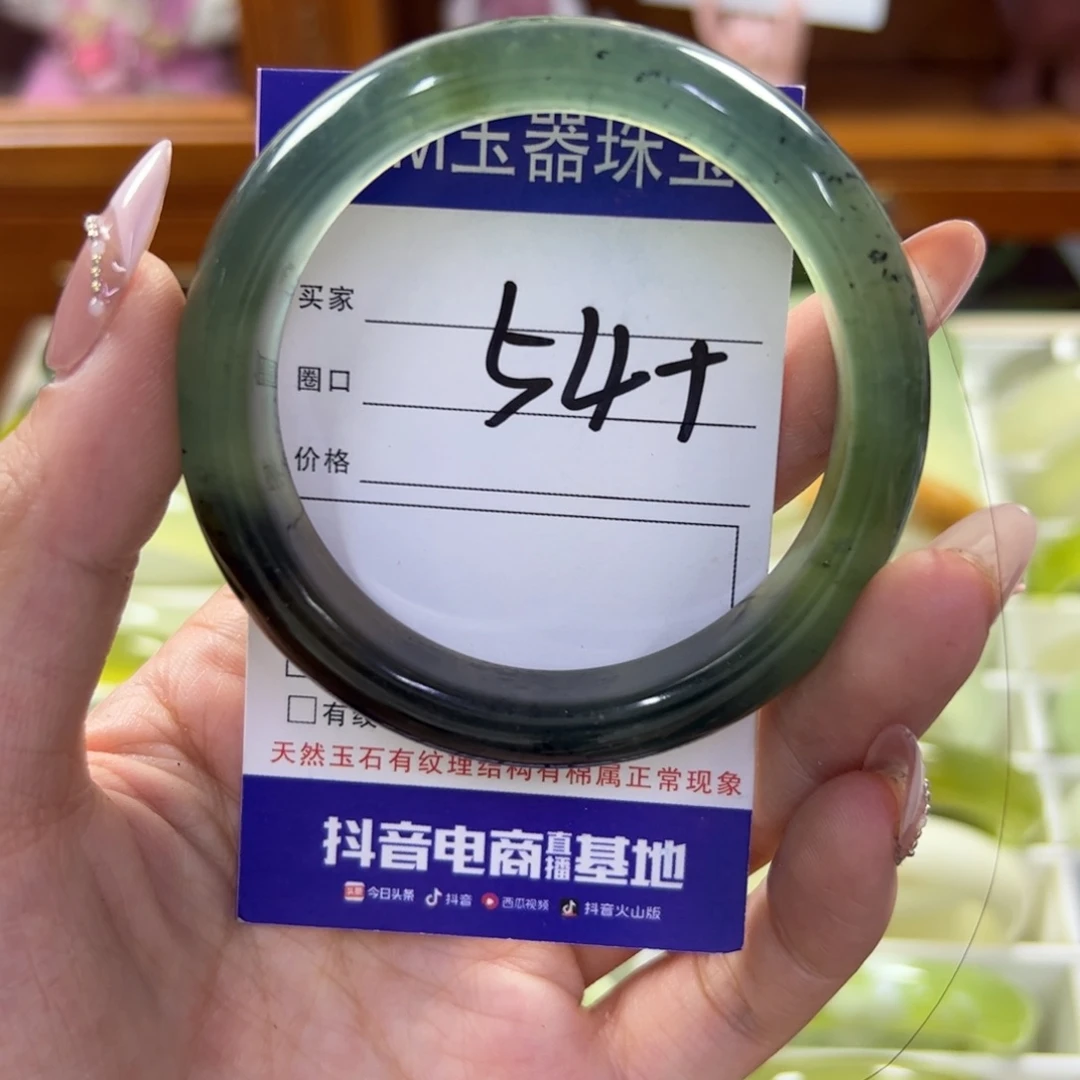 M玉器珠宝
买家
圈口 54+
价格
有纹
天然玉石有纹理结构有棉属正常现象
抖音电商直播基地
今日头条 抖音 西瓜视频 抖音火山版